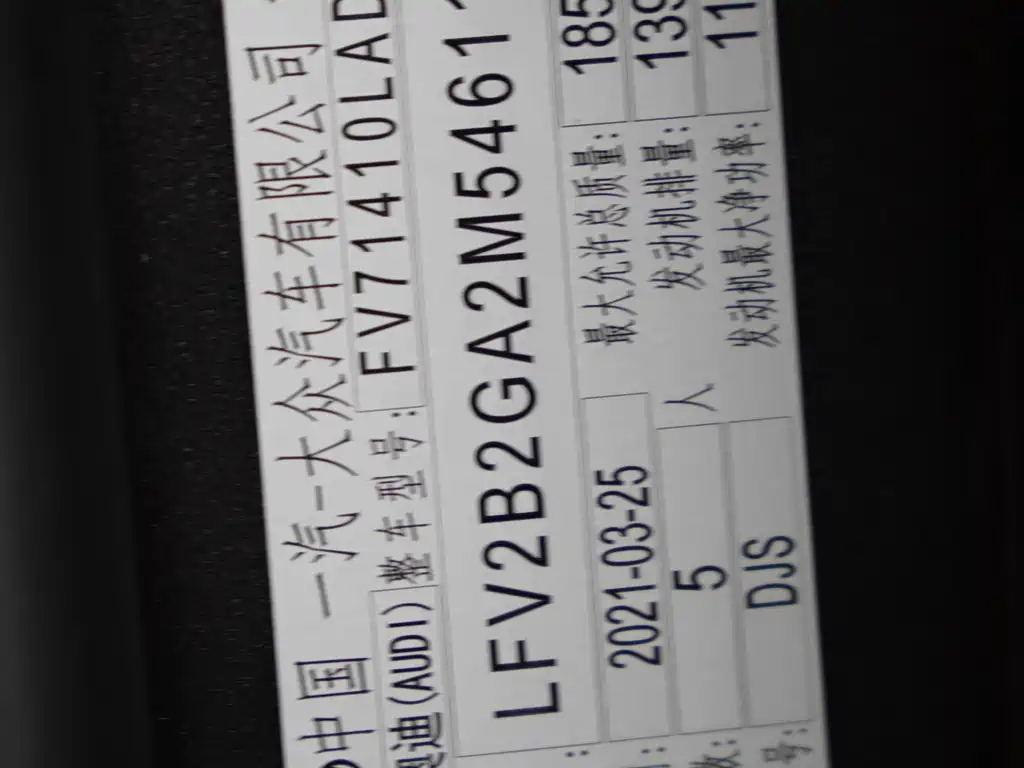 中国 一汽-大众汽车有限公司
奥迪(AUDI) 整车型号: FV71410LAD
LFV2B2GA2M5461
2021-03-25 最大允许总质量: 185
5 人 发动机排量: 139
DJS 发动机最大净功率: 11